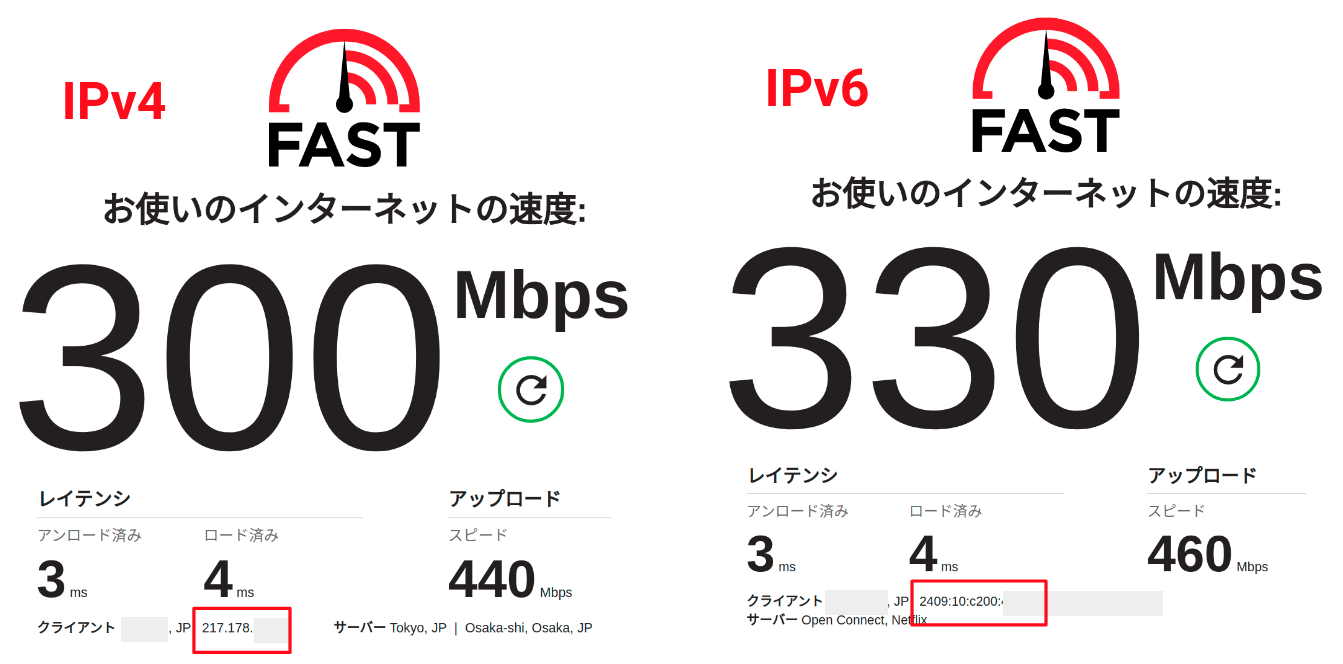 IPv4
FAST
お使いのインターネットの速度:
300 Mbps
レイテンシ
アップロード
アンロード済み ロード済み
スピード
3 ms 4 ms
440 Mbps
クライアント , JP 217.178.
サーバー Tokyo, JP | Osaka-shi, Osaka, JP
IPv6
FAST
お使いのインターネットの速度:
330 Mbps
レイテンシ
アップロード
アンロード済み ロード済み
スピード
3 ms 4 ms
460 Mbps
クライアント , JP 2409:10:c200:
サーバー Open Connect, Netflix